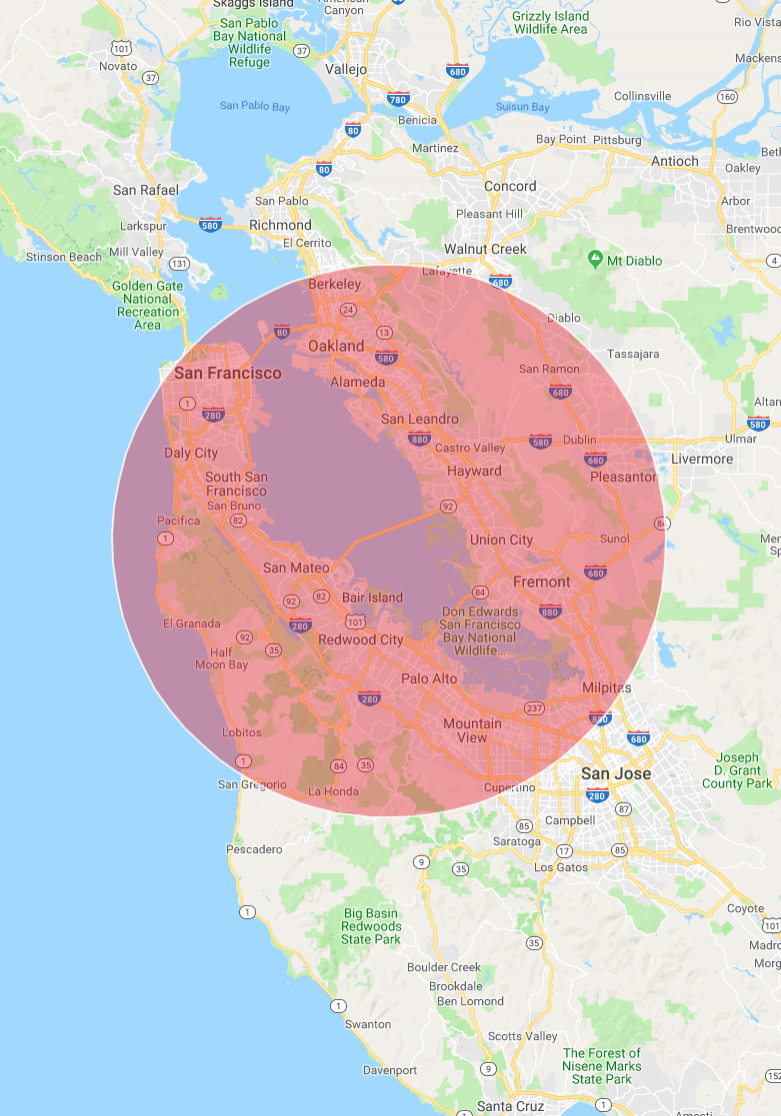 Skaggs Island
American
Canyon
San Pablo
Bay National
Wildlife
Refuge
Grizzly Island
Wildlife Area
Rio Vista
101
Novato
37
37
Vallejo
680
Mackens
San Pablo Bay
780
Suisun Bay
Collinsville
160
Benicia
80
Martinez
Bay Point
Pittsburg
Antioch
Bet
Oakley
80
San Rafael
San Pablo
Concord
Arbor
Larkspur
580
Richmond
Pleasant Hill
Brentwood
El Cerrito
Mill Valley
Stinson Beach
131
Walnut Creek
Mt Diablo
4
Lafayette
680
Golden Gate
National
Recreation
Area
Berkeley
24
Diablo
80
13
Oakland
580
Tassajara
San Francisco
Alameda
San Ramon
680
1
280
San Leandro
Altan
580
880
Castro Valley
580
Dublin
Ulmar
Daly City
680
Livermore
Hayward
Pleasanton
South San
Francisco
San Bruno
92
Pacifica
82
84
1
Union City
Sunol
Men
Sp
San Mateo
680
Fremont
92
82
Bair Island
84
880
Don Edwards
San Francisco
Bay National
Wildlife...
El Granada
280
101
92
35
Redwood City
Half
Moon Bay
Palo Alto
Milpitas
280
237
880
Mountain
View
680
Lobitos
1
84
35
San Jose
Joseph
D. Grant
County Park
San Gregorio
La Honda
Cupertino
280
87
85
Campbell
Saratoga
17
85
Pescadero
9
35
Los Gatos
1
Big Basin
Redwoods
State Park
Coyote
101
35
Madro
Morg
Boulder Creek
Brookdale
Ben Lomond
1
Swanton
Scotts Valley
The Forest of
Nisene Marks
State Park
Davenport
9
152
Santa Cruz
1
1